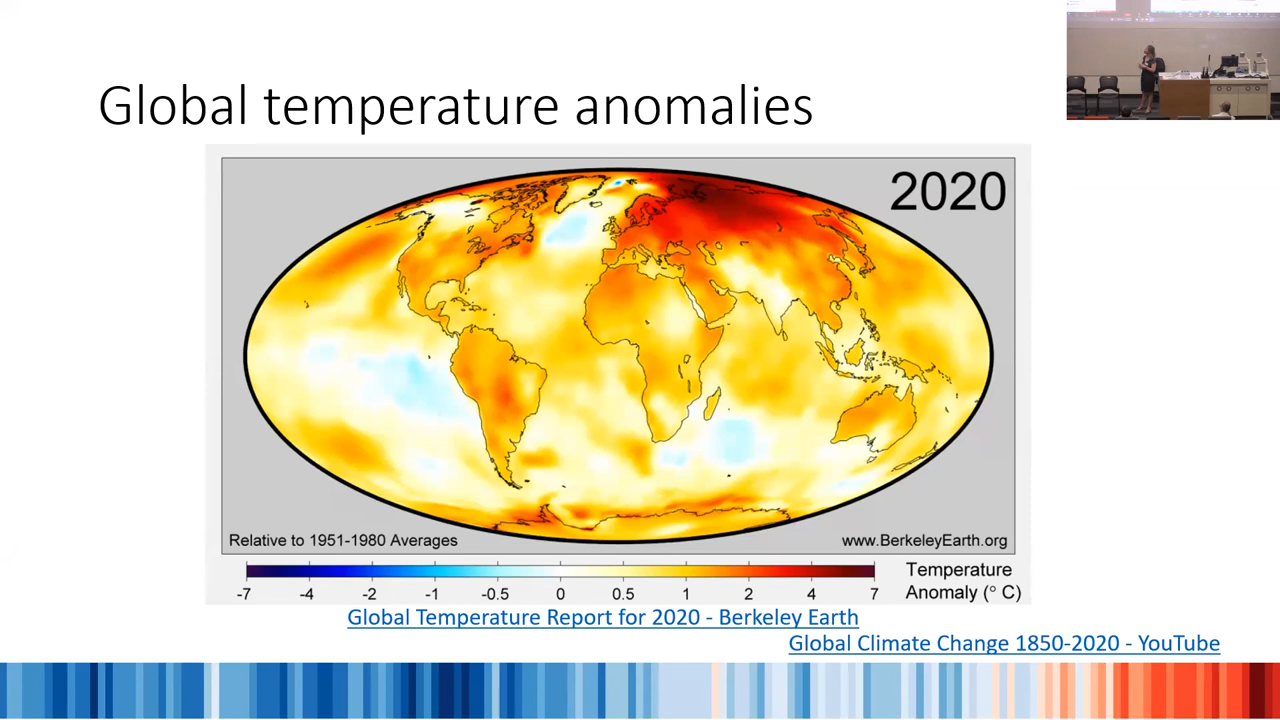 Global temperature anomalies
2020
Relative to 1951-1980 Averages
www.BerkeleyEarth.org
-7 -4 -2 -1 -0.5 0 0.5 1 2 4 7
Temperature
Anomaly (° C)
Global Temperature Report for 2020 - Berkeley Earth
Global Climate Change 1850-2020 - YouTube